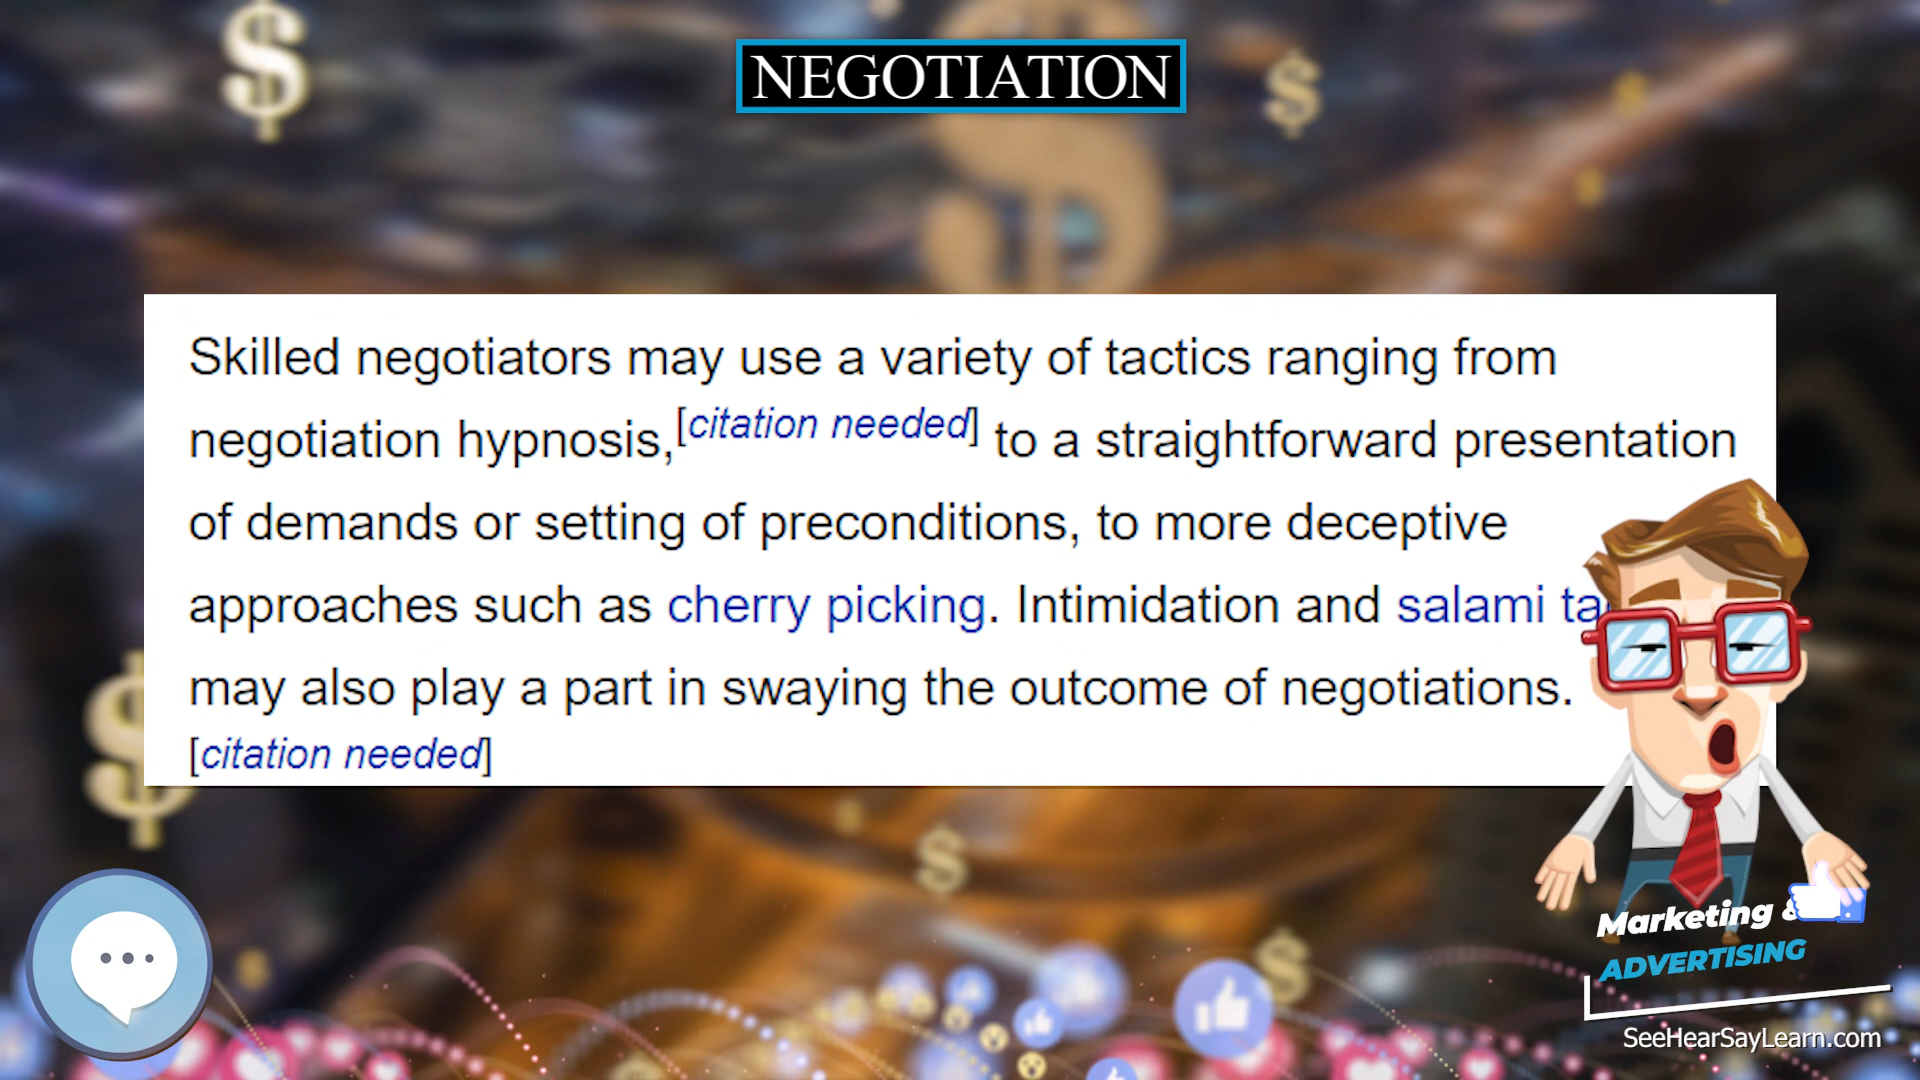 NEGOTIATION
Skilled negotiators may use a variety of tactics ranging from
negotiation hypnosis,[citation needed] to a straightforward presentation
of demands or setting of preconditions, to more deceptive
approaches such as cherry picking. Intimidation and salami
may also play a part in swaying the outcome of negotiations.
[citation needed]
Marketing &
ADVERTISING
SeeHearSayLearn.com